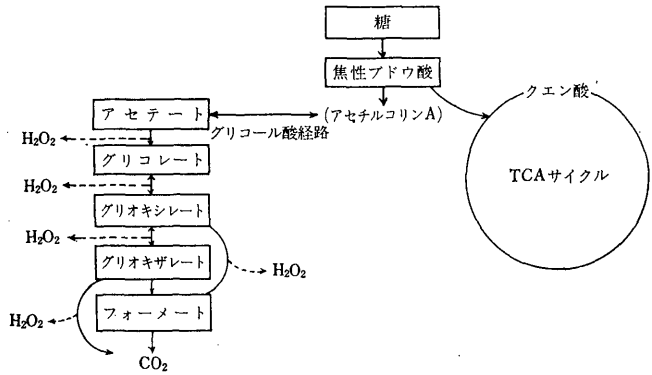 糖
焦性ブドウ酸
クエン酸
アセテート
(アセチルコリンA)
グリコール酸経路
H₂O₂
グリコレート
H₂O₂
TCAサイクル
グリオキシレート
H₂O₂
グリオキザレート
H₂O₂
フォーメート
H₂O₂
CO₂